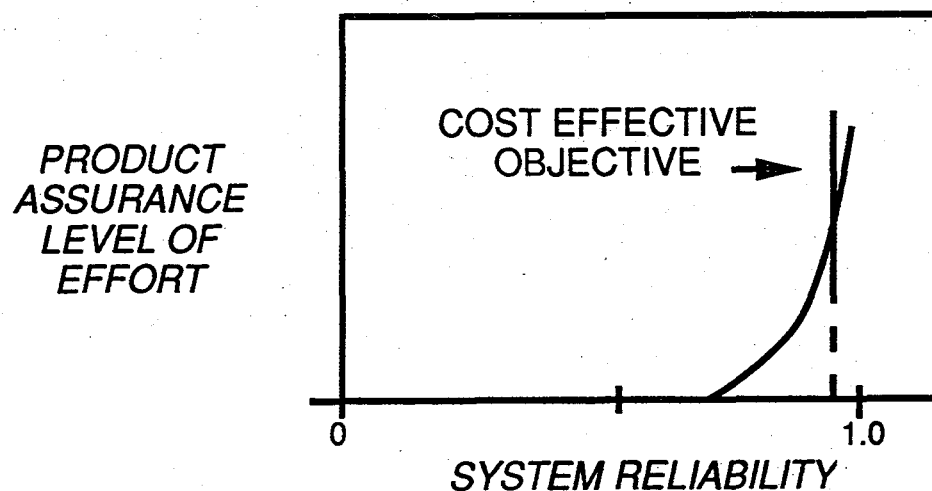 COST EFFECTIVE
OBJECTIVE
PRODUCT
ASSURANCE
LEVEL OF
EFFORT
0
1.0
SYSTEM RELIABILITY